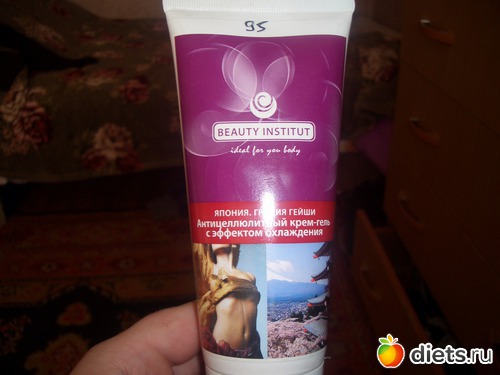 95
BEAUTY INSTITUT
ideal for you body
ЯПОНИЯ. ГРАЦИЯ ГЕЙШИ
Антицеллюлитный крем-гель
с эффектом охлаждения
diets.ru